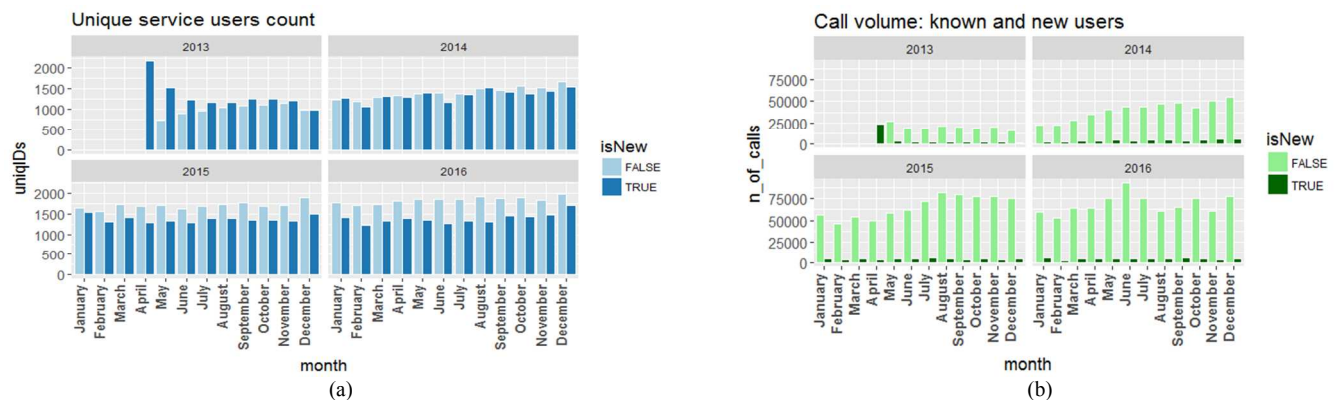 Unique service users count
2013
2014
2000
1500
1000
500
0
2015
2016
2000
1500
1000
500
0
uniqIDs
January
February
March
April
May
June
July
August
September
October
November
December
January
February
March
April
May
June
July
August
September
October
November
December
month
isNew
FALSE
TRUE
(a)
Call volume: known and new users
2013
2014
75000
50000
25000
0
2015
2016
75000
50000
25000
0
n_of_calls
January
February
March
April
May
June
July
August
September
October
November
December
January
February
March
April
May
June
July
August
September
October
November
December
month
isNew
FALSE
TRUE
(b)